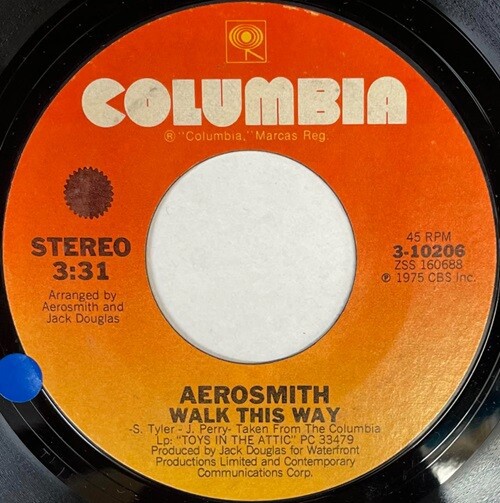 COLUMBIA
® "Columbia," Marcas Reg.
STEREO
3:31
Arranged by
Aerosmith and
Jack Douglas
45 RPM
3-10206
ZSS 160688
℗ 1975 CBS Inc.
AEROSMITH
WALK THIS WAY
-S. Tyler - J. Perry- Taken From The Columbia
Lp: "TOYS IN THE ATTIC" PC 33479
Produced by Jack Douglas for Waterfront
Productions Limited and Contemporary
Communications Corp.